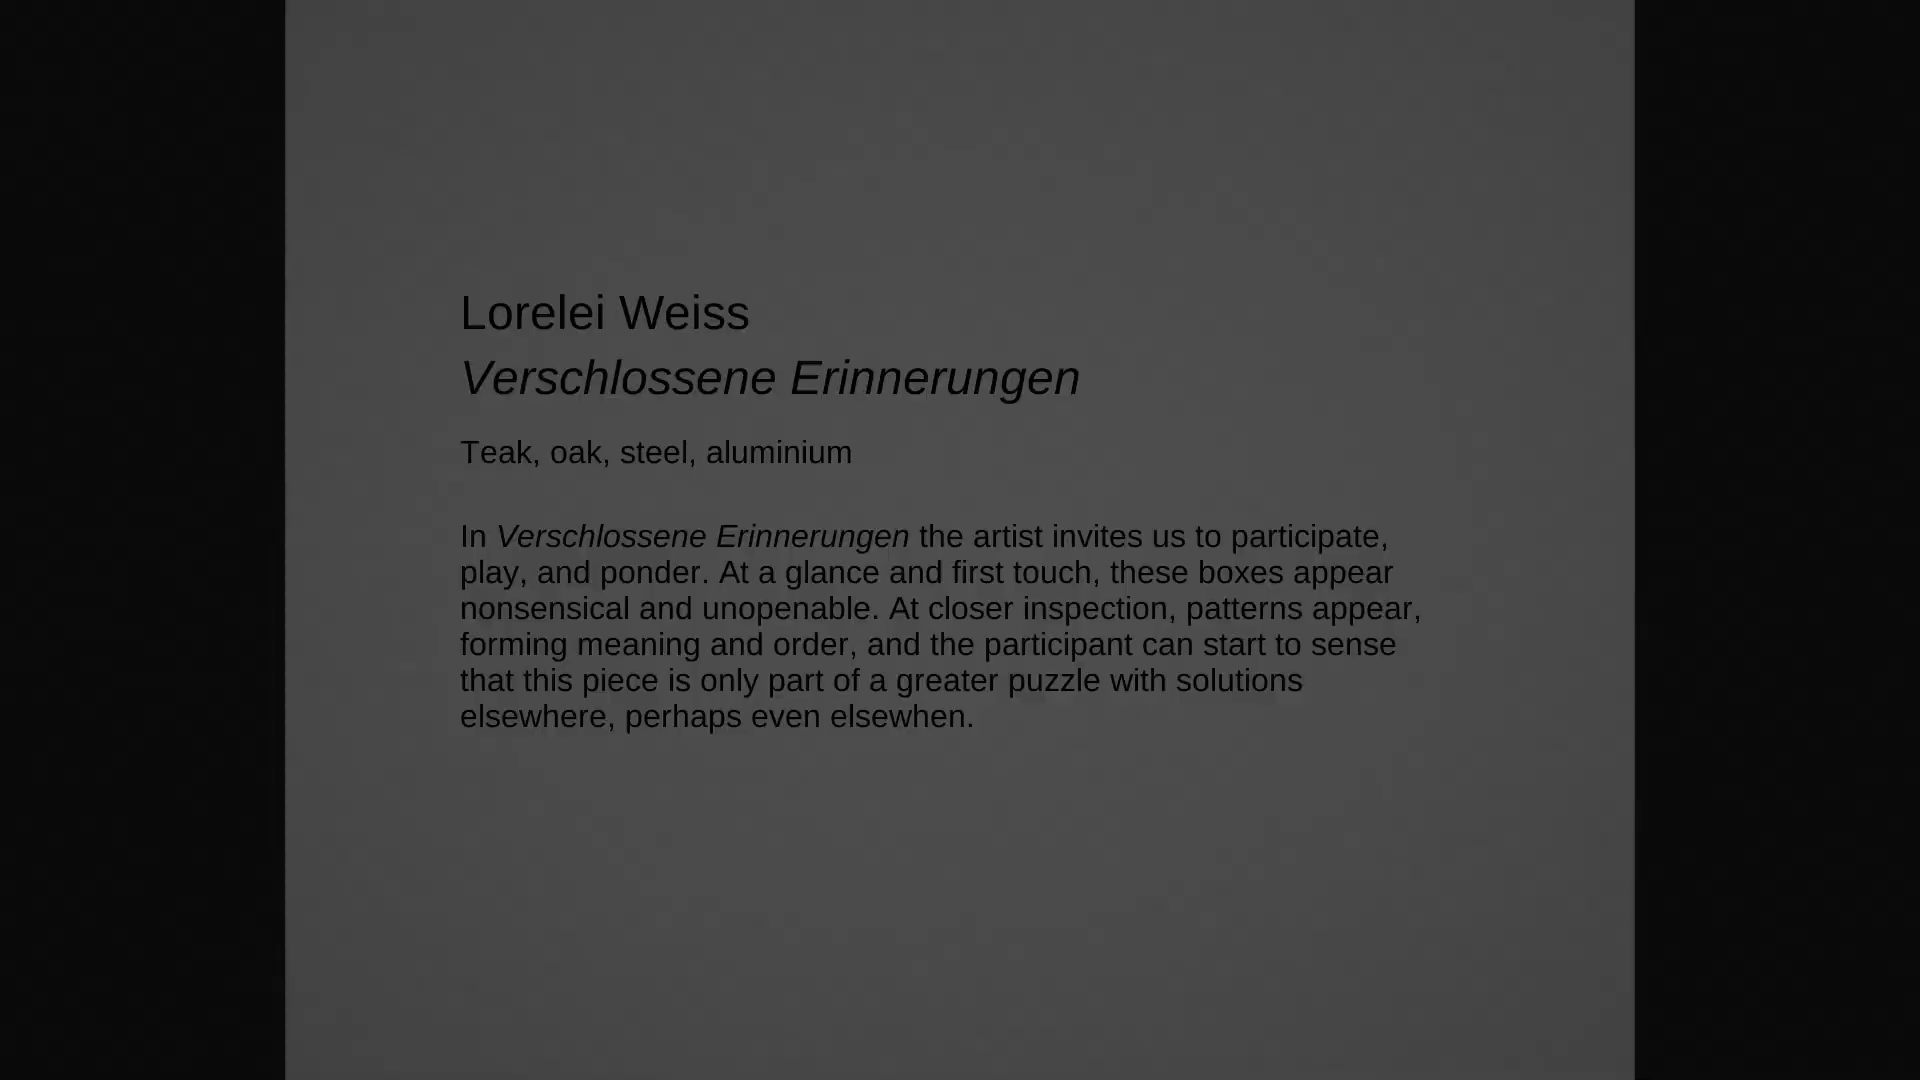 Lorelei Weiss
Verschlossene Erinnerungen
Teak, oak, steel, aluminium
In Verschlossene Erinnerungen the artist invites us to participate,
play, and ponder. At a glance and first touch, these boxes appear
nonsensical and unopenable. At closer inspection, patterns appear,
forming meaning and order, and the participant can start to sense
that this piece is only part of a greater puzzle with solutions
elsewhere, perhaps even elsewhen.